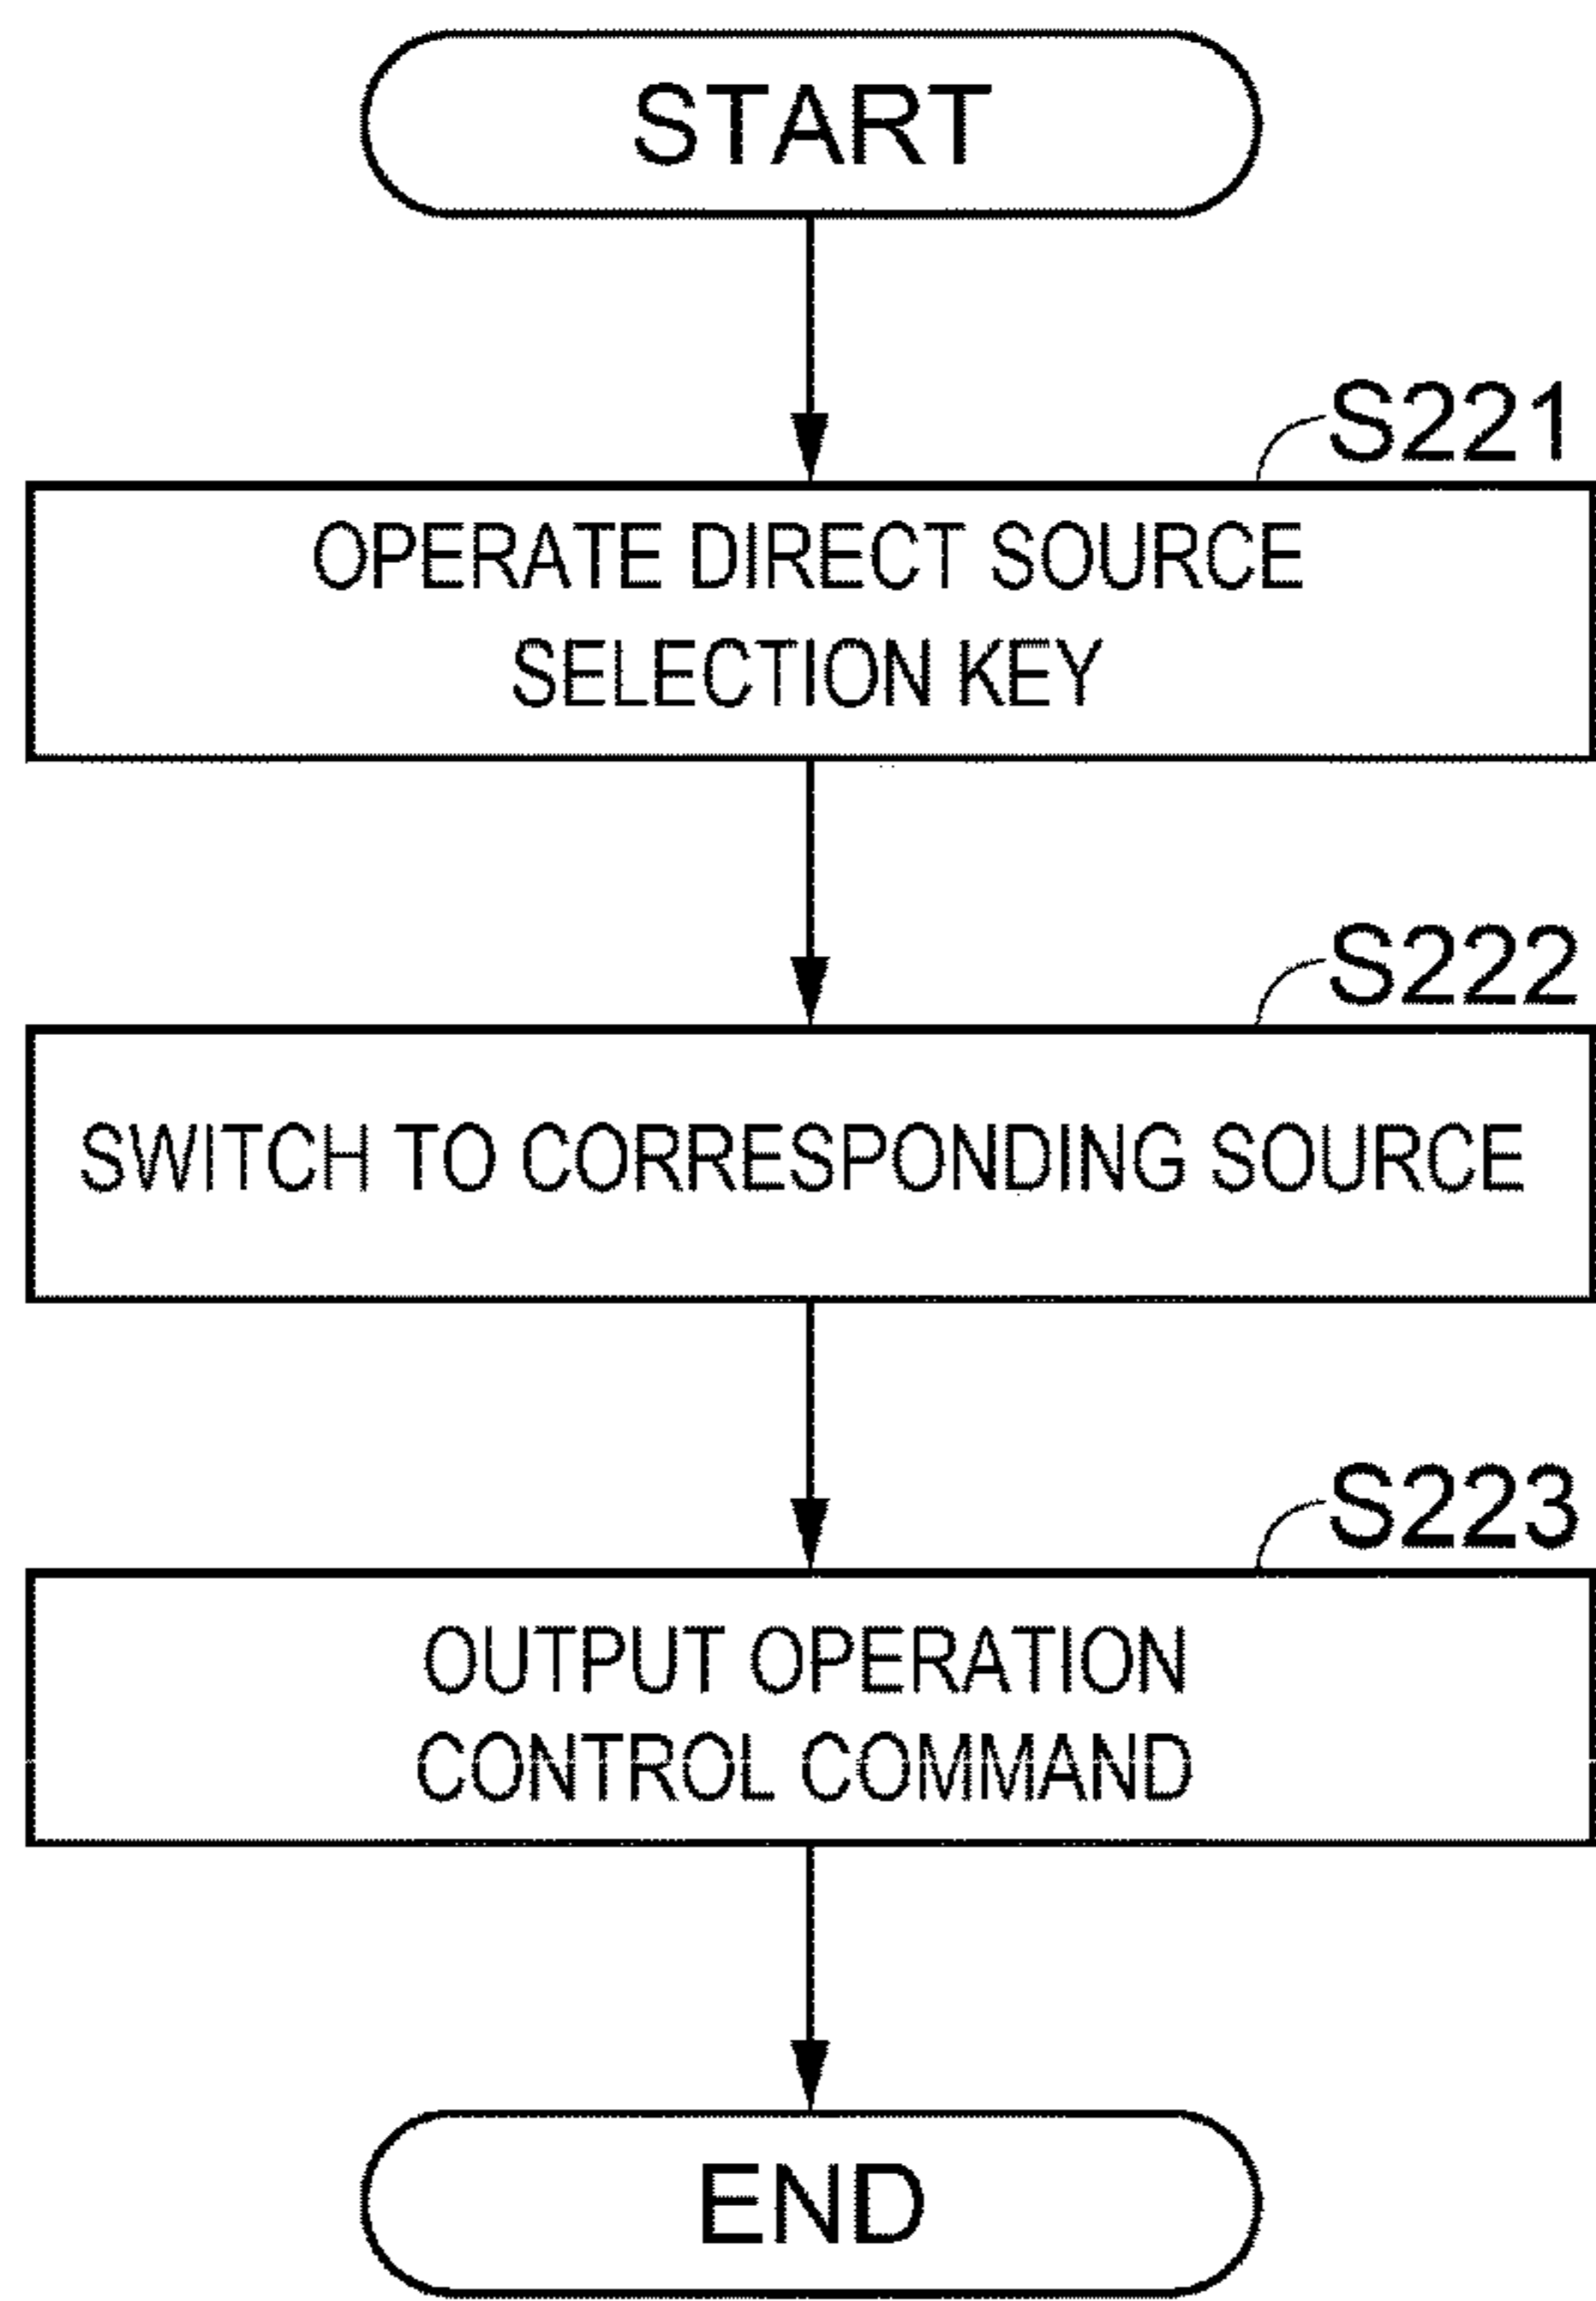 START
S221
OPERATE DIRECT SOURCE
SELECTION KEY
S222
SWITCH TO CORRESPONDING SOURCE
S223
OUTPUT OPERATION
CONTROL COMMAND
END